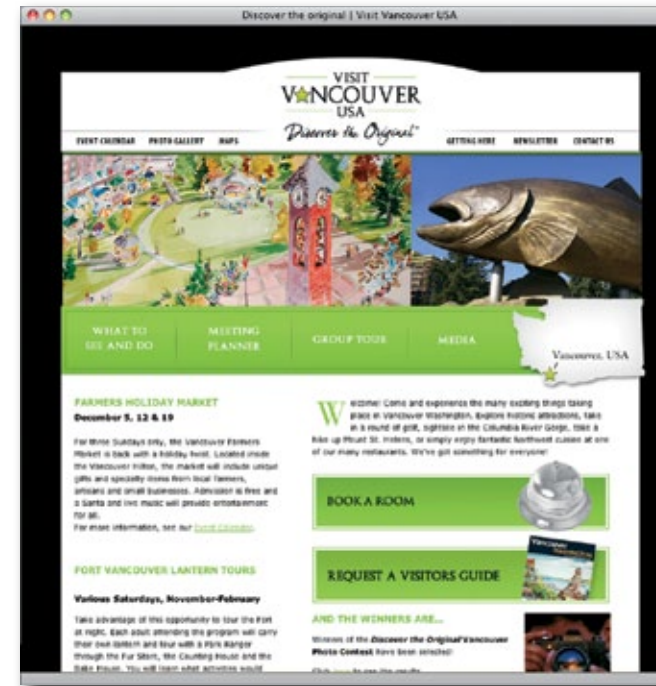 Discover the original | Visit Vancouver USA
VISIT
VANCOUVER
USA
Discover the Original
EVENT CALENDAR PHOTO GALLERY MAPS
GETTING HERE NEWSLETTER CONTACT US
WHAT TO
SEE AND DO
MEETING
PLANNER
GROUP TOUR
MEDIA
Vancouver, USA
FARMERS HOLIDAY MARKET
December 5, 12 & 19
For three Sundays only, the Vancouver Farmers
Market is back with a holiday twist. Located inside
the Vancouver Hilton, the market will include unique
gifts and specialty items from local farmers,
artisans and small businesses. Admission is free and
a Santa and live music will provide entertainment
for all.
For more information, see our Event Calendar.
FORT VANCOUVER LANTERN TOURS
Various Saturdays, November-February
Take advantage of this opportunity to tour the Fort
at night. Each adult attending the program will carry
their own lantern and tour with a Park Ranger
through the Fur Store, the Counting House and the
Bake House. You will learn what activities would
Welcome! Come and experience the many exciting things taking
place in Vancouver Washington. Explore historic attractions, take
in a round of golf, sightsee in the Columbia River Gorge, take a
hike up Mount St. Helens, or simply enjoy fantastic Northwest cuisine at one
of our many restaurants. We've got something for everyone!
BOOK A ROOM
REQUEST A VISITORS GUIDE
Vancouver
AND THE WINNERS ARE...
Winners of the Discover the Original Vancouver
Photo Contest have been selected!
Click here to see the results.